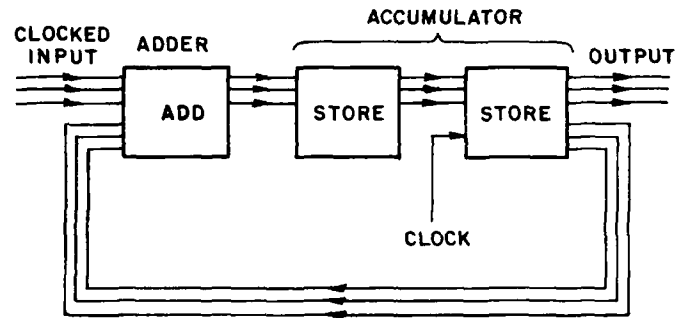 ACCUMULATOR
CLOCKED
INPUT
ADDER
OUTPUT
ADD
STORE
STORE
CLOCK